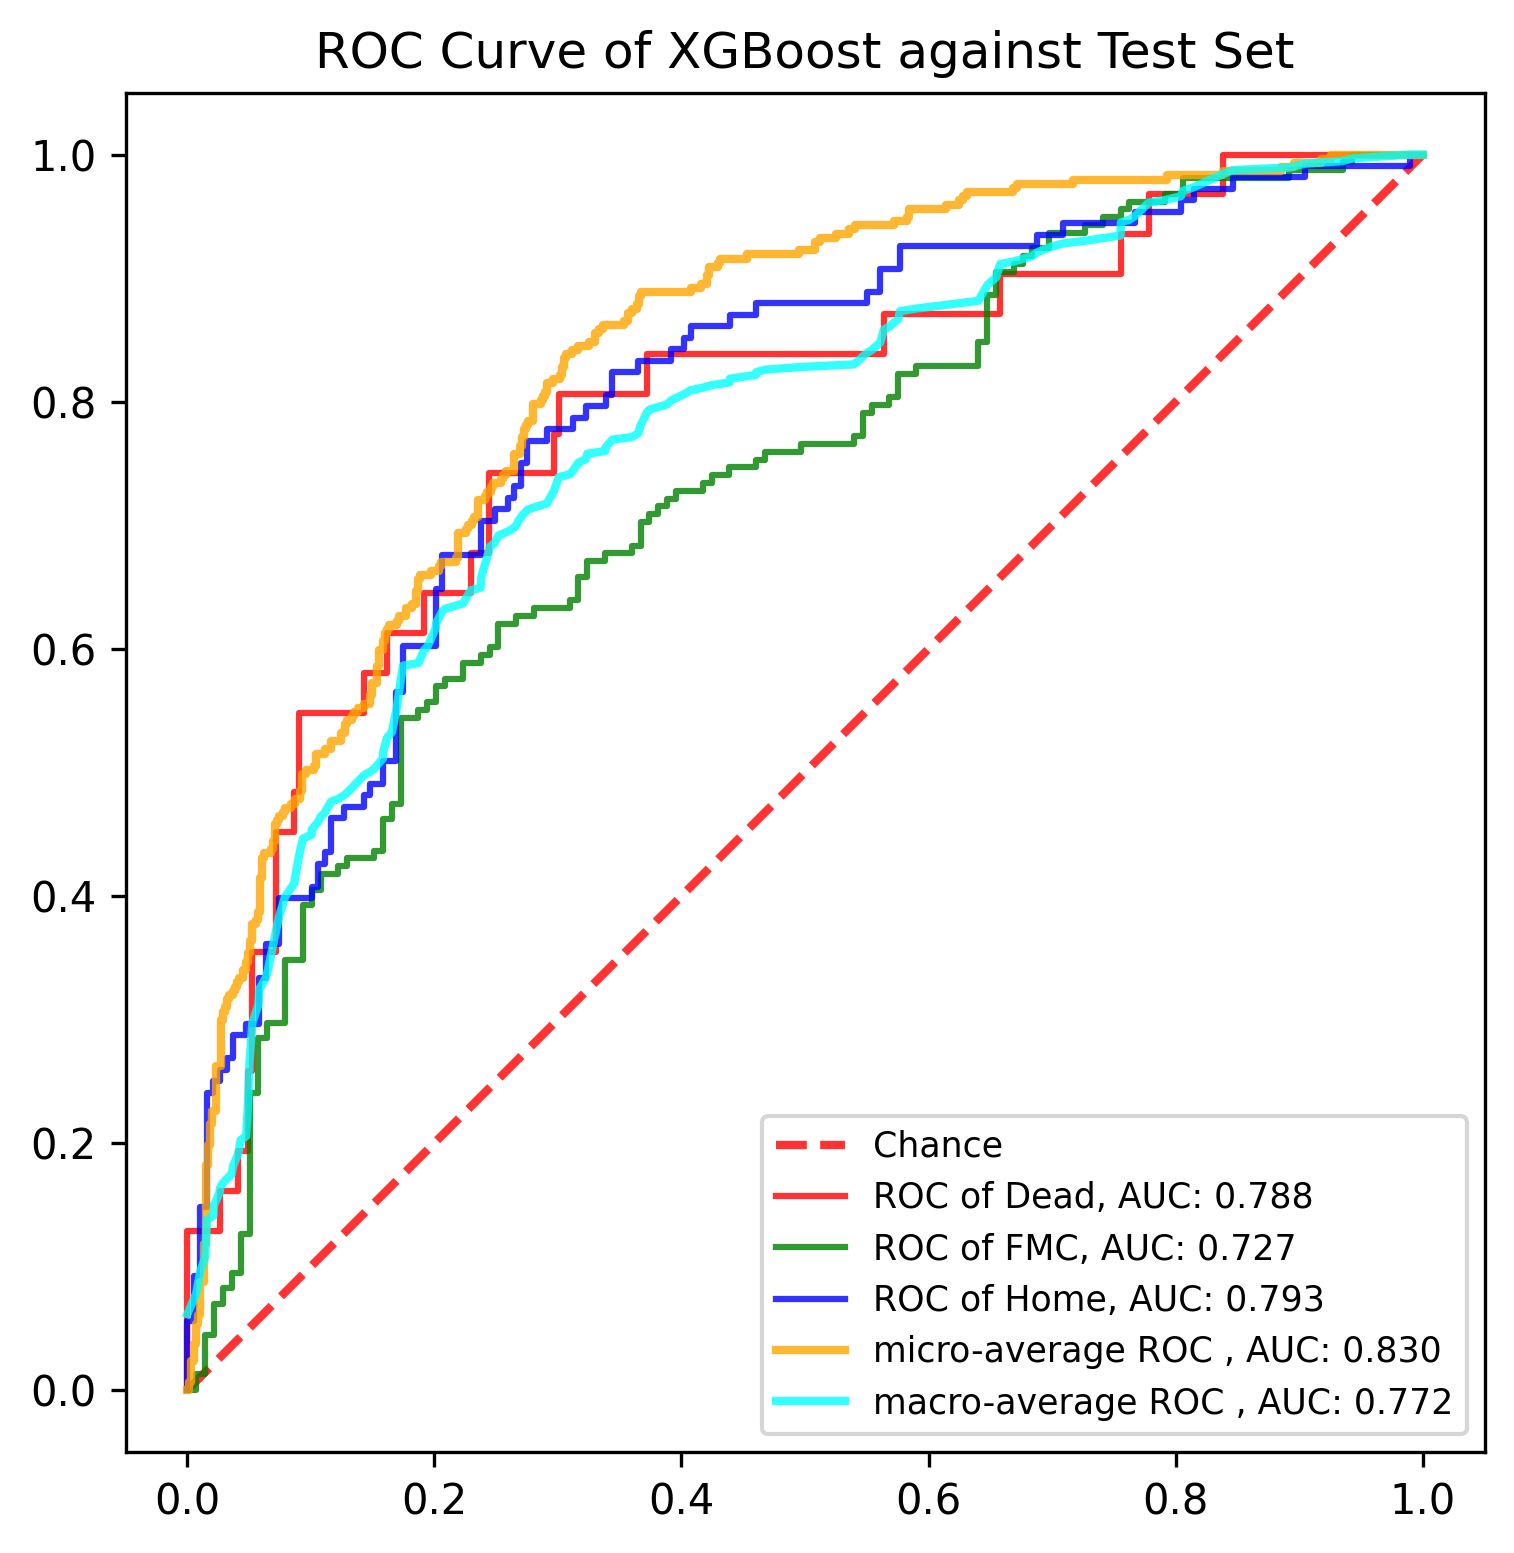 ROC Curve of XGBoost against Test Set
1.0
0.8
0.6
0.4
0.2
0.0
Chance
ROC of Dead, AUC: 0.788
ROC of FMC, AUC: 0.727
ROC of Home, AUC: 0.793
micro-average ROC , AUC: 0.830
macro-average ROC , AUC: 0.772
0.0 0.2 0.4 0.6 0.8 1.0